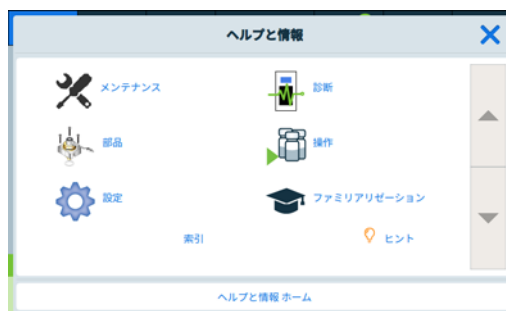 ヘルプと情報
メンテナンス
診断
部品
操作
設定
ファミリアリゼーション
索引
ヒント
ヘルプと情報 ホーム